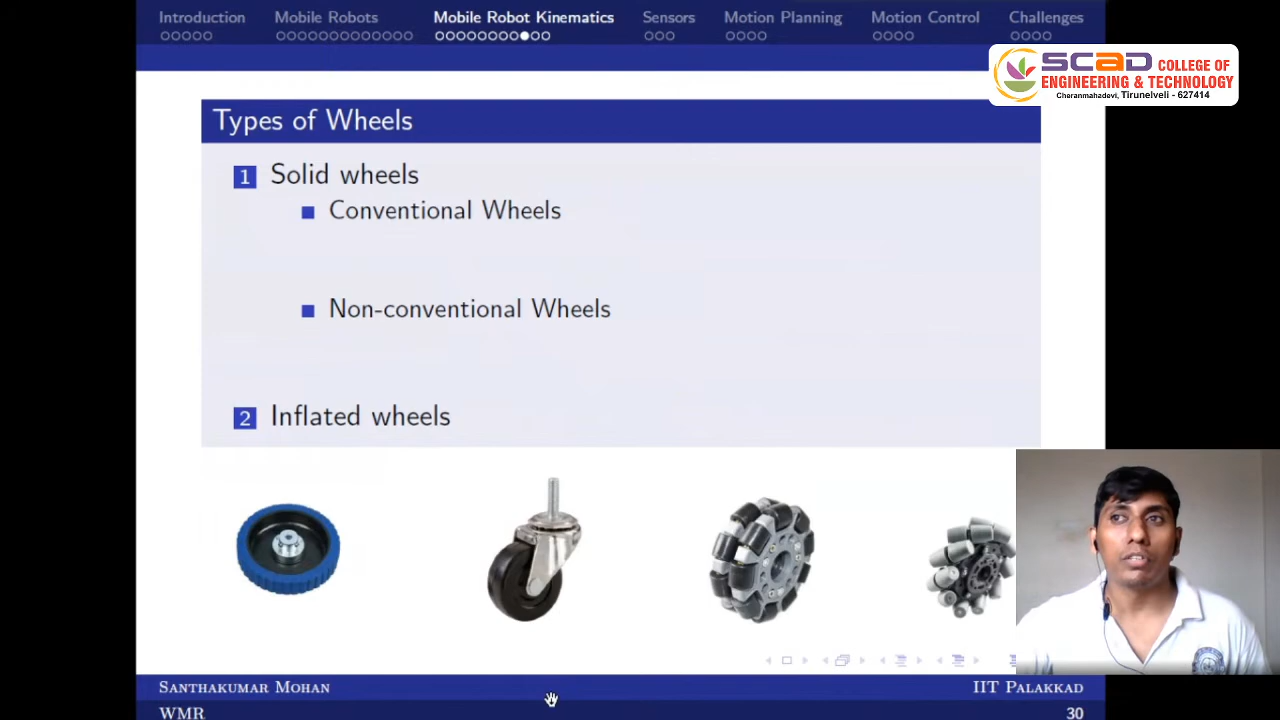 Introduction
Mobile Robots
Mobile Robot Kinematics
Sensors
Motion Planning
Motion Control
Challenges
SCAD COLLEGE OF
ENGINEERING & TECHNOLOGY
Cheranmahadevi, Tirunelveli - 627414
Types of Wheels
1 Solid wheels
Conventional Wheels
Non-conventional Wheels
2 Inflated wheels
SANTHAKUMAR MOHAN
IIT PALAKKAD
WMR
30